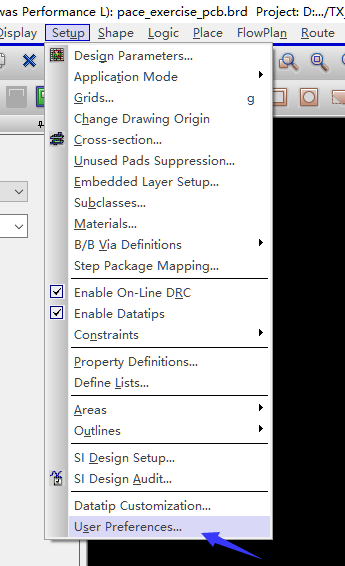 was Performance L): pace_exercise_pcb.brd Project: D:.../TX_
Display Setup Shape Logic Place FlowPlan Route
Design Parameters...
Application Mode
Grids... g
Change Drawing Origin
Cross-section...
Unused Pads Suppression...
Embedded Layer Setup...
Subclasses...
Materials...
B/B Via Definitions
Step Package Mapping...
Enable On-Line DRC
Enable Datatips
Constraints
Property Definitions...
Define Lists...
Areas
Outlines
SI Design Setup...
SI Design Audit...
Datatip Customization...
User Preferences...